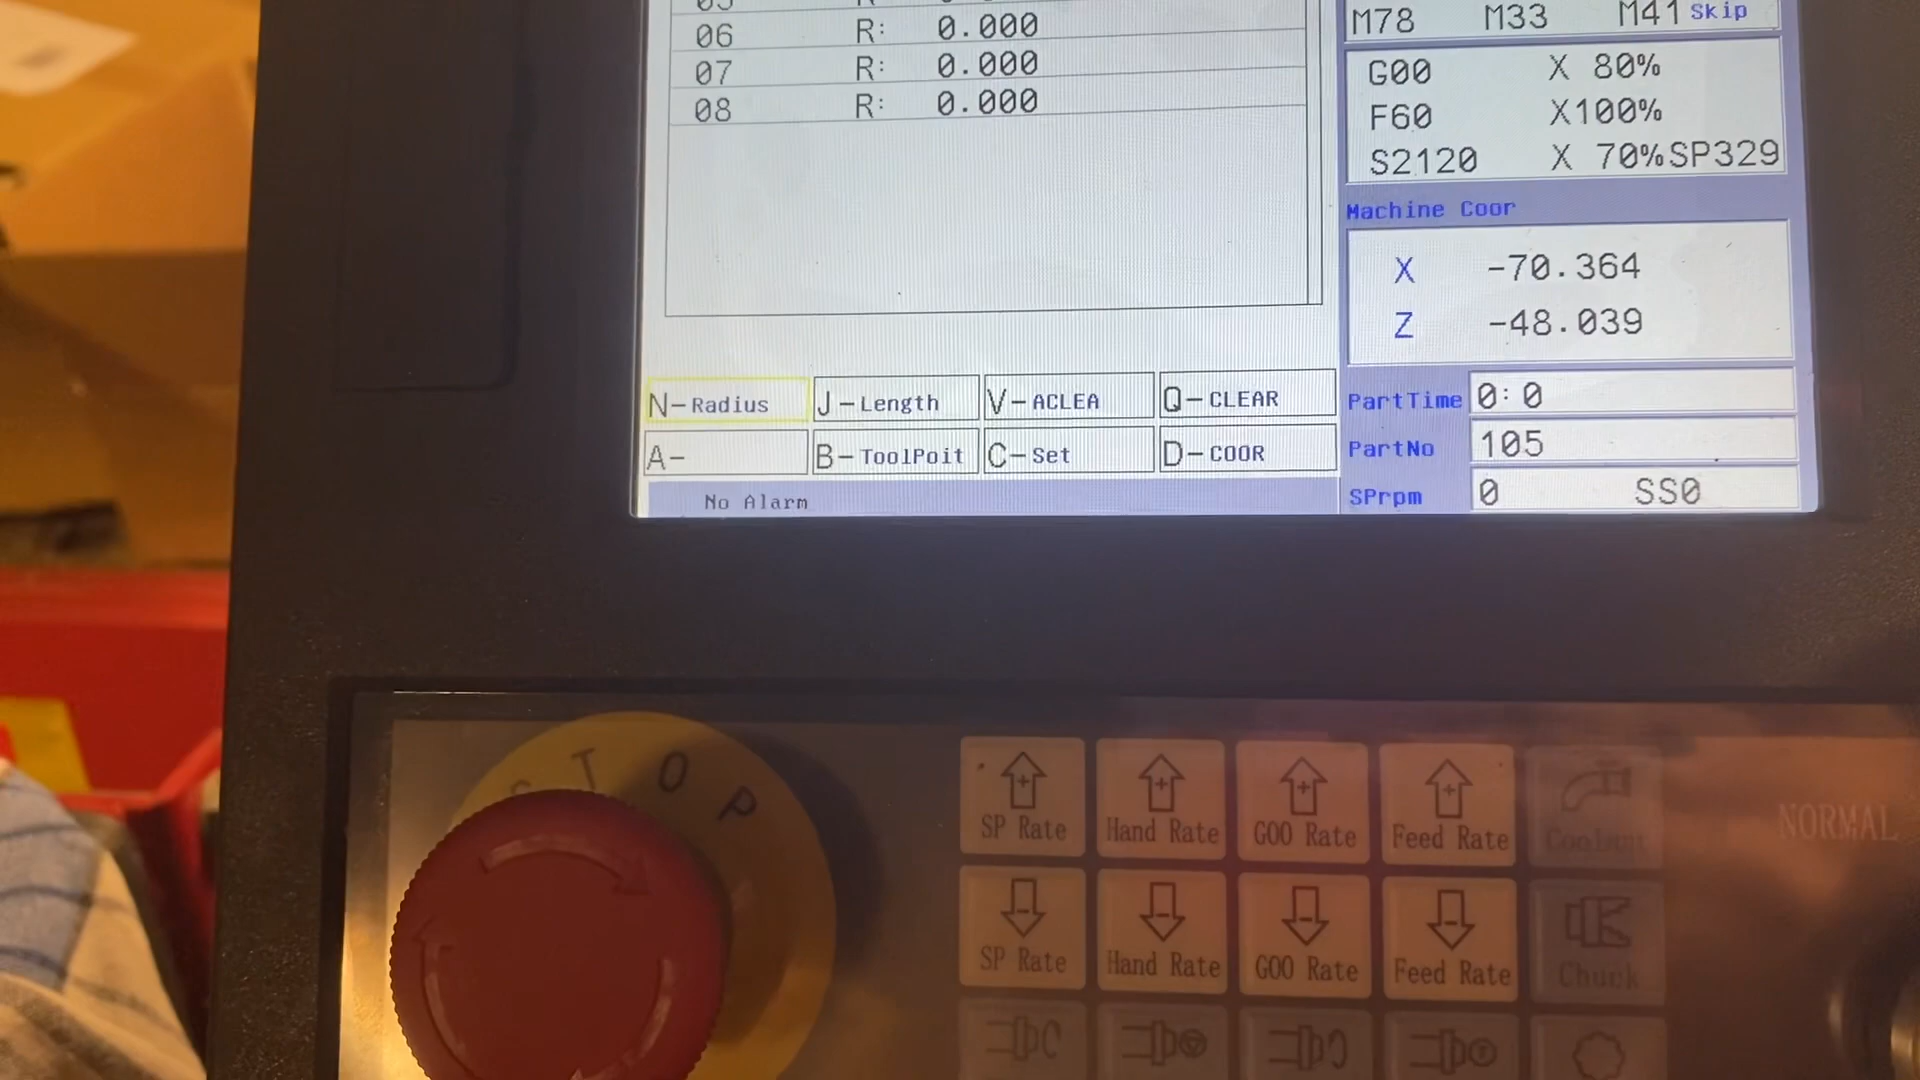 06 R: 0.000
07 R: 0.000
08 R: 0.000
M78 M33 M41 Skip
G00 X 80%
F60 X100%
S2120 X 70%SP329
Machine Coor
X -70.364
Z -48.039
N-Radius J-Length V-ACLEA Q-CLEAR
A- B-ToolPoit C-Set D-COOR
No Alarm
PartTime 0: 0
PartNo 105
SPrpm 0 SS0
STOP
SP Rate Hand Rate G00 Rate Feed Rate Coolant
NORMAL
SP Rate Hand Rate G00 Rate Feed Rate Chuck